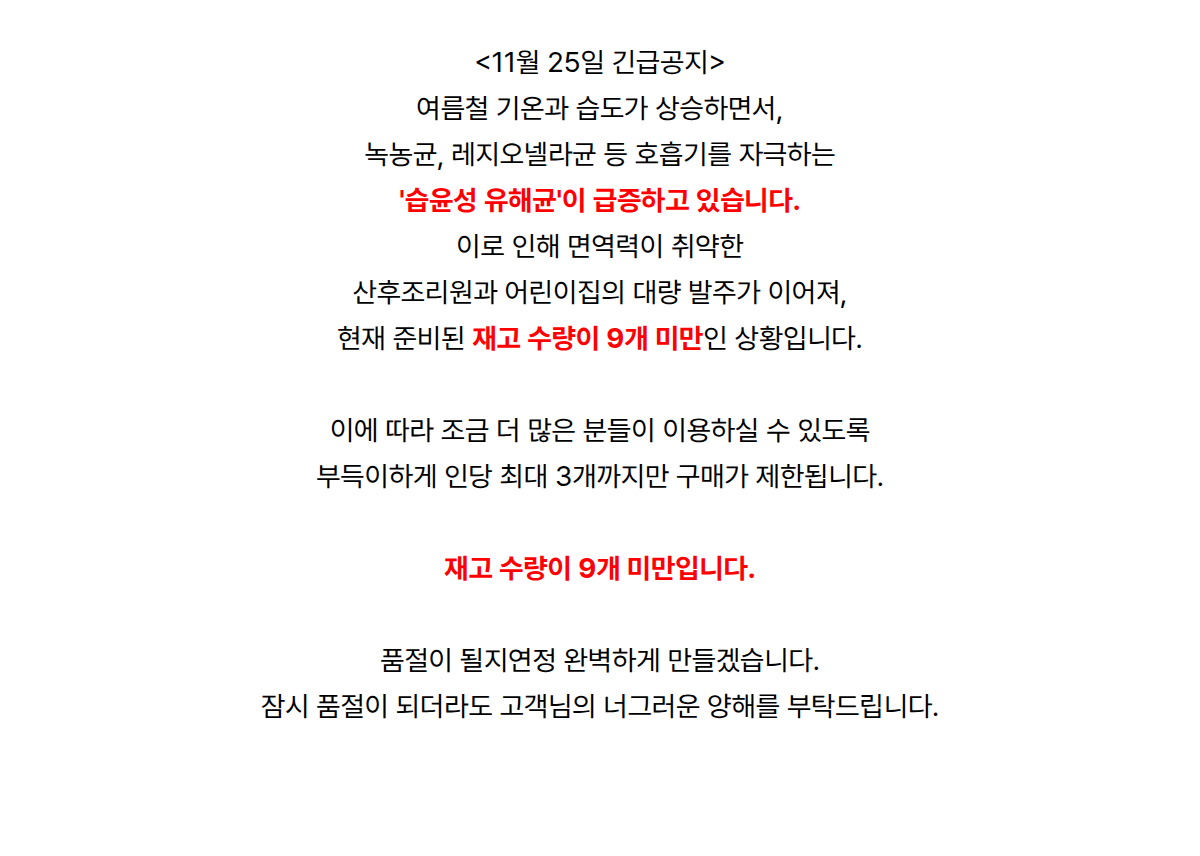 <11월 25일 긴급공지>
여름철 기온과 습도가 상승하면서,
녹농균, 레지오넬라균 등 호흡기를 자극하는
'습윤성 유해균'이 급증하고 있습니다.
이로 인해 면역력이 취약한
산후조리원과 어린이집의 대량 발주가 이어져,
현재 준비된 재고 수량이 9개 미만인 상황입니다.
이에 따라 조금 더 많은 분들이 이용하실 수 있도록
부득이하게 인당 최대 3개까지만 구매가 제한됩니다.
재고 수량이 9개 미만입니다.
품절이 될지연정 완벽하게 만들겠습니다.
잠시 품절이 되더라도 고객님의 너그러운 양해를 부탁드립니다.